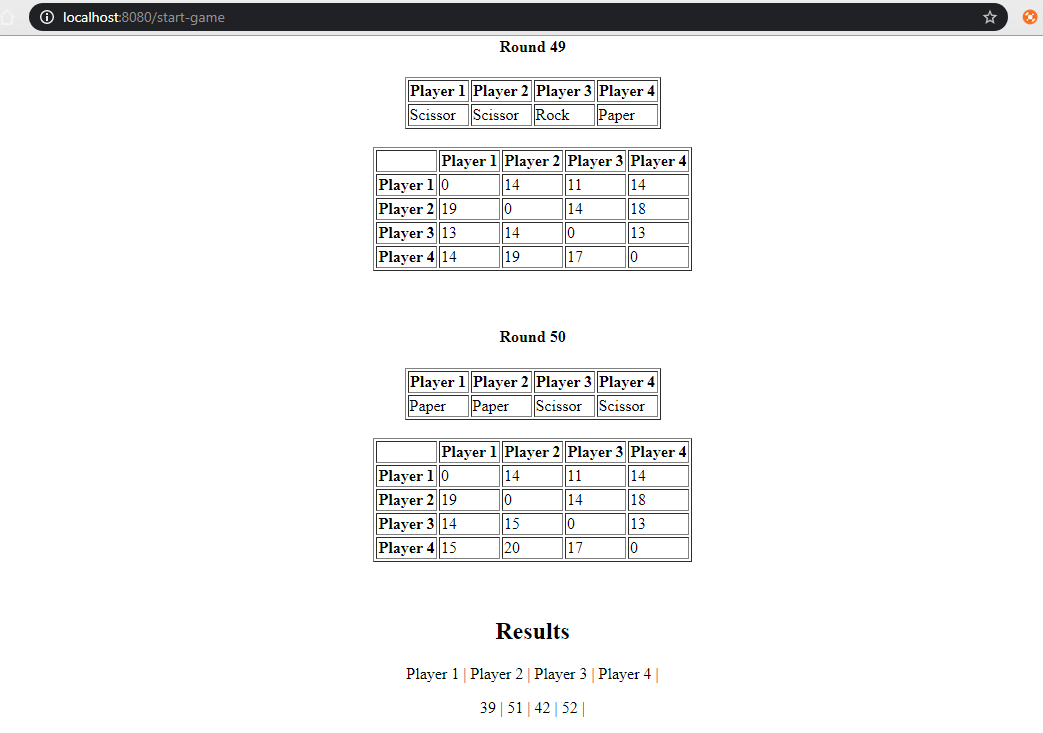 localhost:8080/start-game
Round 49
Player 1 Player 2 Player 3 Player 4
Scissor Scissor Rock Paper
Player 1 Player 2 Player 3 Player 4
Player 1 0 14 11 14
Player 2 19 0 14 18
Player 3 13 14 0 13
Player 4 14 19 17 0
Round 50
Player 1 Player 2 Player 3 Player 4
Paper Paper Scissor Scissor
Player 1 Player 2 Player 3 Player 4
Player 1 0 14 11 14
Player 2 19 0 14 18
Player 3 14 15 0 13
Player 4 15 20 17 0
Results
Player 1 | Player 2 | Player 3 | Player 4 |
39 | 51 | 42 | 52 |